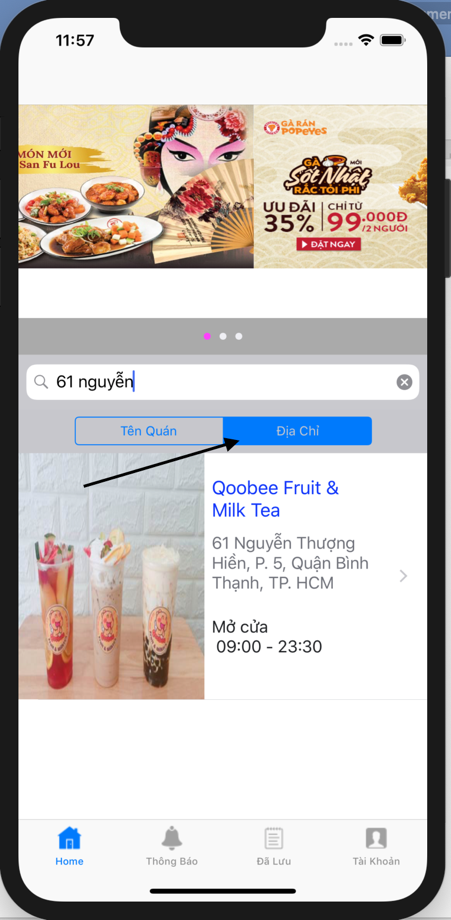 11:57
MÓN MỚI
San Fu Lou
GÀ RÁN
POPEYES
GÀ MỚI
Sốt Nhật
RẮC TỎI PHI
ƯU ĐÃI
35%
CHỈ TỪ
99.000Đ
/2 NGƯỜI
ĐẶT NGAY
61 nguyễn
Tên Quán
Địa Chỉ
Qoobee Fruit &
Milk Tea
61 Nguyễn Thượng
Hiền, P. 5, Quận Bình
Thạnh, TP. HCM
Mở cửa
09:00 - 23:30
Home
Thông Báo
Đã Lưu
Tài Khoản